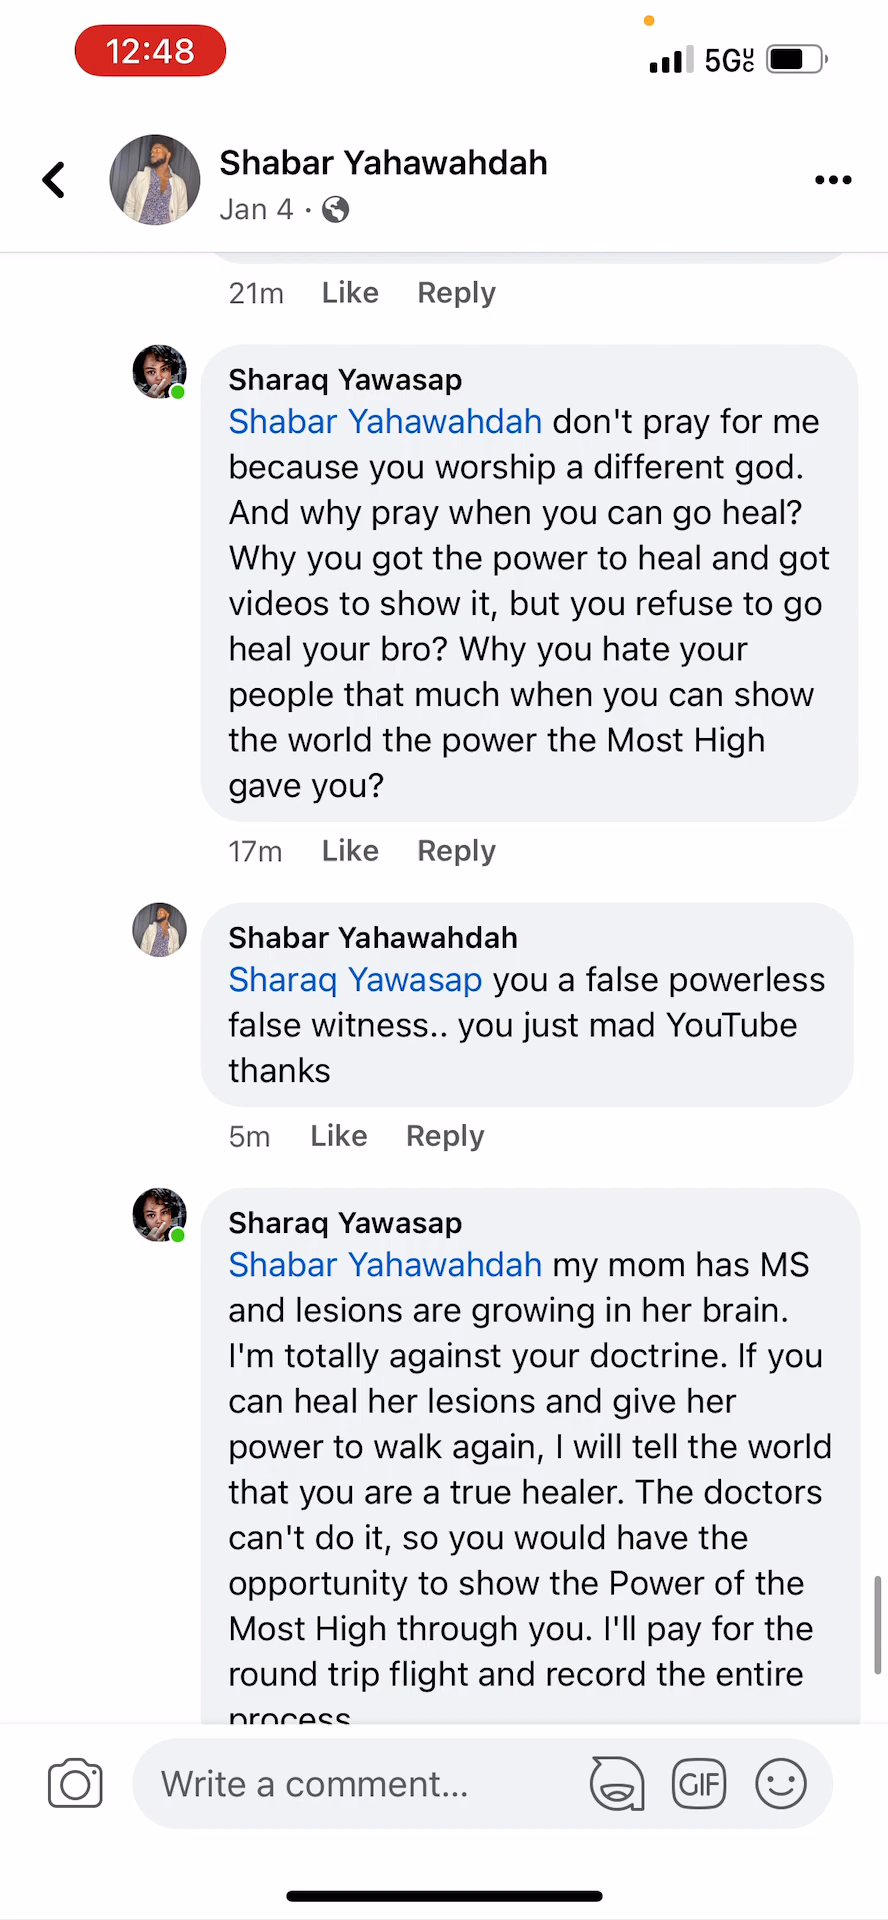 12:48
5G UC
Shabar Yahawahdah
Jan 4 ·
21m Like Reply
Sharaq Yawasap
Shabar Yahawahdah don't pray for me
because you worship a different god.
And why pray when you can go heal?
Why you got the power to heal and got
videos to show it, but you refuse to go
heal your bro? Why you hate your
people that much when you can show
the world the power the Most High
gave you?
17m Like Reply
Shabar Yahawahdah
Sharaq Yawasap you a false powerless
false witness.. you just mad YouTube
thanks
5m Like Reply
Sharaq Yawasap
Shabar Yahawahdah my mom has MS
and lesions are growing in her brain.
I'm totally against your doctrine. If you
can heal her lesions and give her
power to walk again, I will tell the world
that you are a true healer. The doctors
can't do it, so you would have the
opportunity to show the Power of the
Most High through you. I'll pay for the
round trip flight and record the entire
process
Write a comment...
GIF